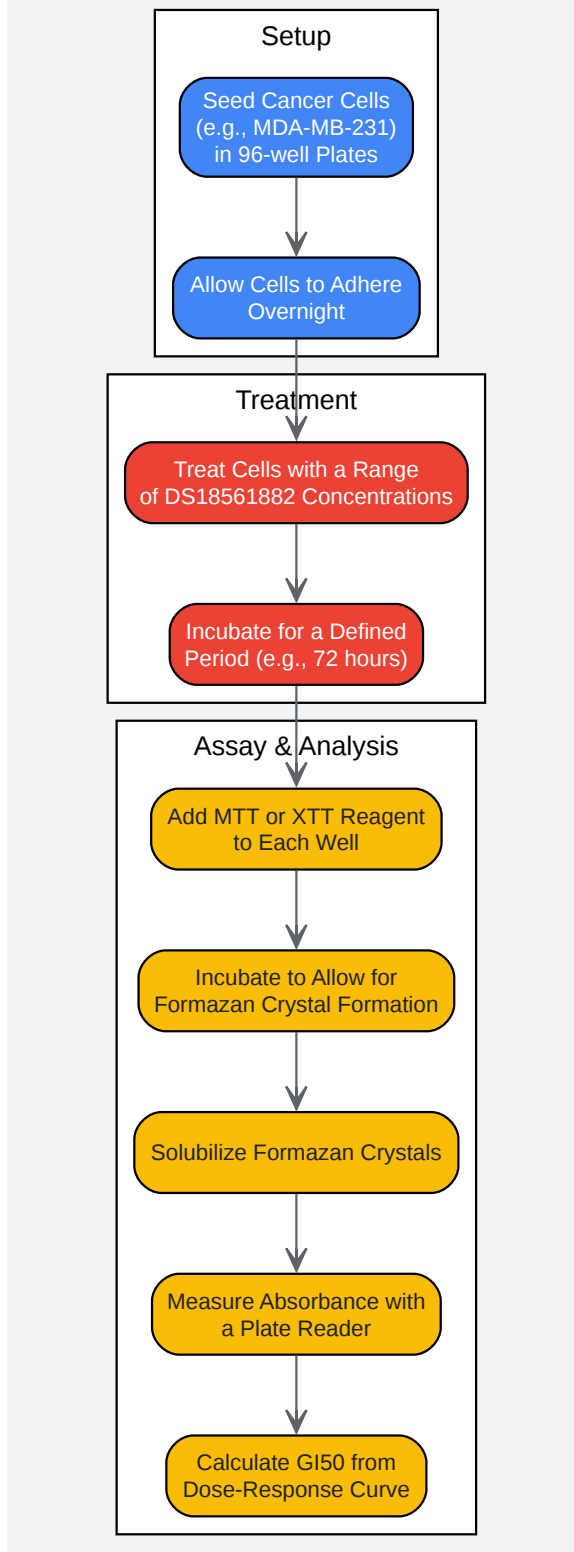 Setup
Seed Cancer Cells
(e.g., MDA-MB-231)
in 96-well Plates
Allow Cells to Adhere
Overnight
Treatment
Treat Cells with a Range
of DS18561882 Concentrations
Incubate for a Defined
Period (e.g., 72 hours)
Assay & Analysis
Add MTT or XTT Reagent
to Each Well
Incubate to Allow for
Formazan Crystal Formation
Solubilize Formazan Crystals
Measure Absorbance with
a Plate Reader
Calculate GI50 from
Dose-Response Curve